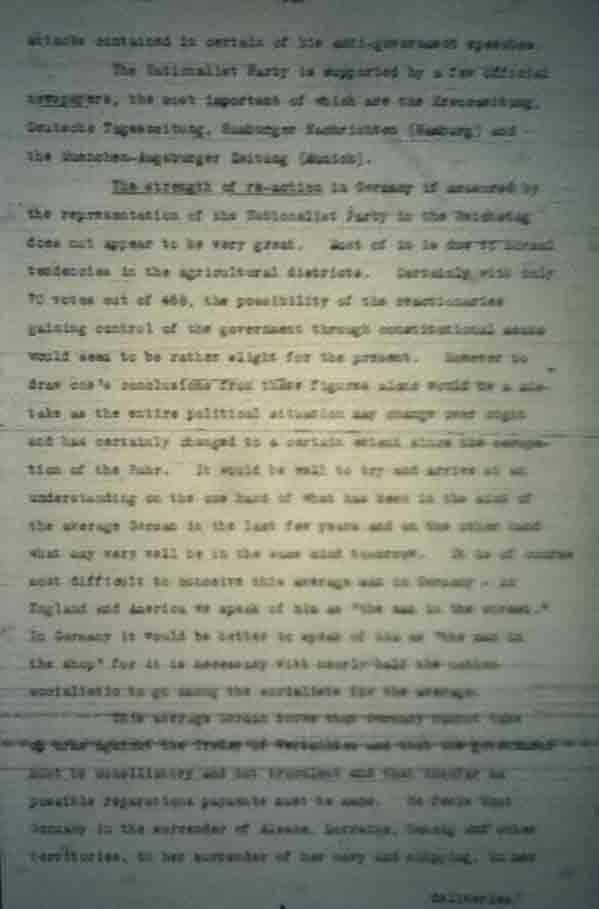 attacks contained in certain of his anti-government speeches.
The Nationalist Party is supported by a few official
newspapers, the most important of which are the Kreuzzeitung,
Deutsche Tageszeitung, Hamburger Nachrichten (Hamburg) and
the Muenchen-Augsburger Zeitung (Munich).
The strength of re-action in Germany if measured by
the representation of the Nationalist Party in the Reichstag
does not appear to be very great. Most of it is due to normal
tendencies in the agricultural districts. Certainly with only
70 votes out of 466, the possibility of the reactionaries
gaining control of the government through constitutional means
would seem to be rather slight for the present. However to
draw one's conclusions from these figures alone would be a mis-
take as the entire political situation may change over night
and has certainly changed to a certain extent since the occupa-
tion of the Ruhr. It would be well to try and arrive at an
understanding on the one hand of what has been in the mind of
the average German in the last few years and on the other hand
what may very well be in the same mind tomorrow. It is of course
most difficult to conceive this average man in Germany - in
England and America we speak of him as "the man in the street."
In Germany it would be better to speak of him as "the man in
the shop" for it is necessary with nearly half the nation
socialistic to go among the socialists for the average.
This average German knows that Germany cannot take
up arms against the Treaty of Versailles and that the government
must be conciliatory and not truculent and that insofar as
possible reparations payments must be made. He feels that
Germany in the surrender of Alsace, Lorraine, Danzig and other
territories, in her surrender of her navy and shipping, in her
deliveries